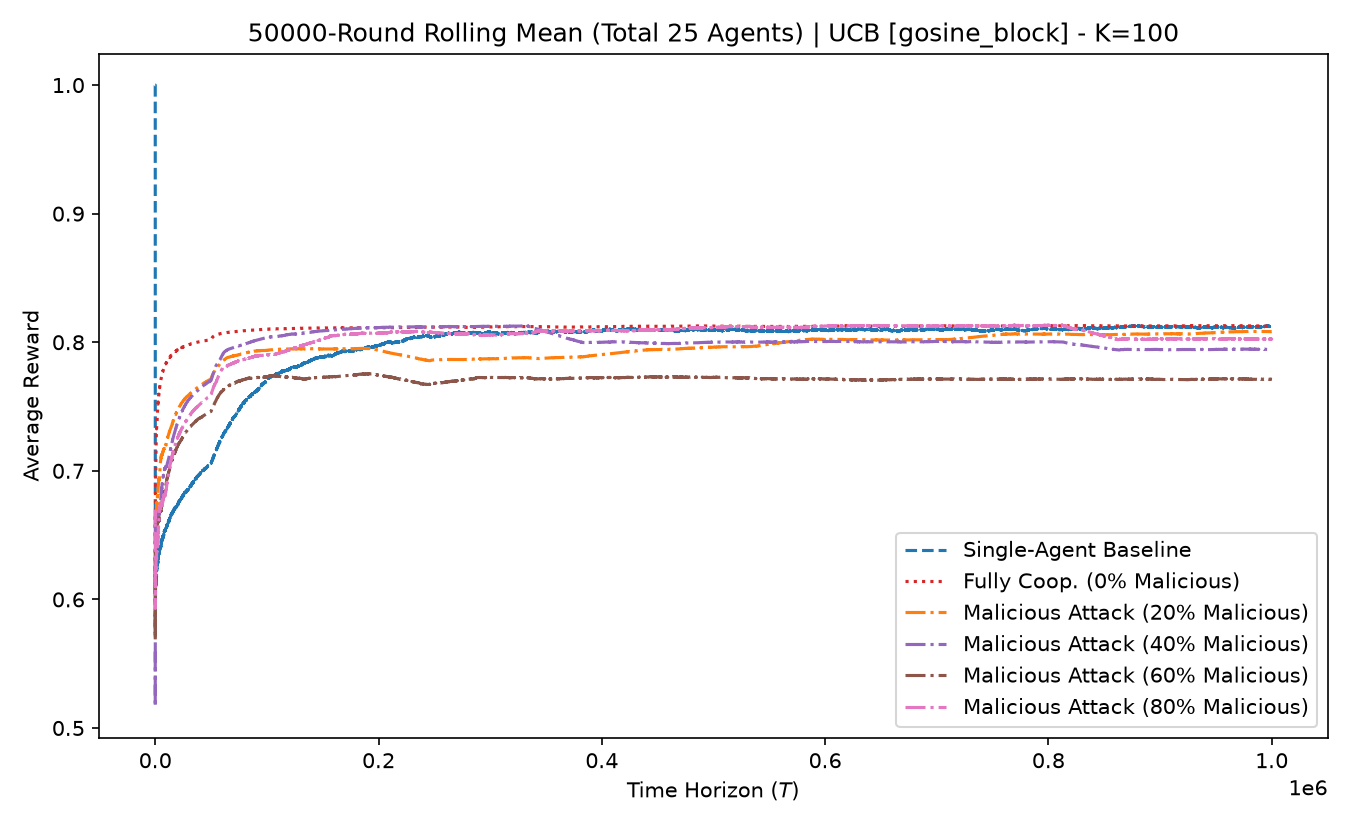 50000-Round Rolling Mean (Total 25 Agents) | UCB [gosine_block] - K=100
Average Reward
1.0
0.9
0.8
0.7
0.6
0.5
Single-Agent Baseline
Fully Coop. (0% Malicious)
Malicious Attack (20% Malicious)
Malicious Attack (40% Malicious)
Malicious Attack (60% Malicious)
Malicious Attack (80% Malicious)
0.0 0.2 0.4 0.6 0.8 1.0
1e6
Time Horizon (T)